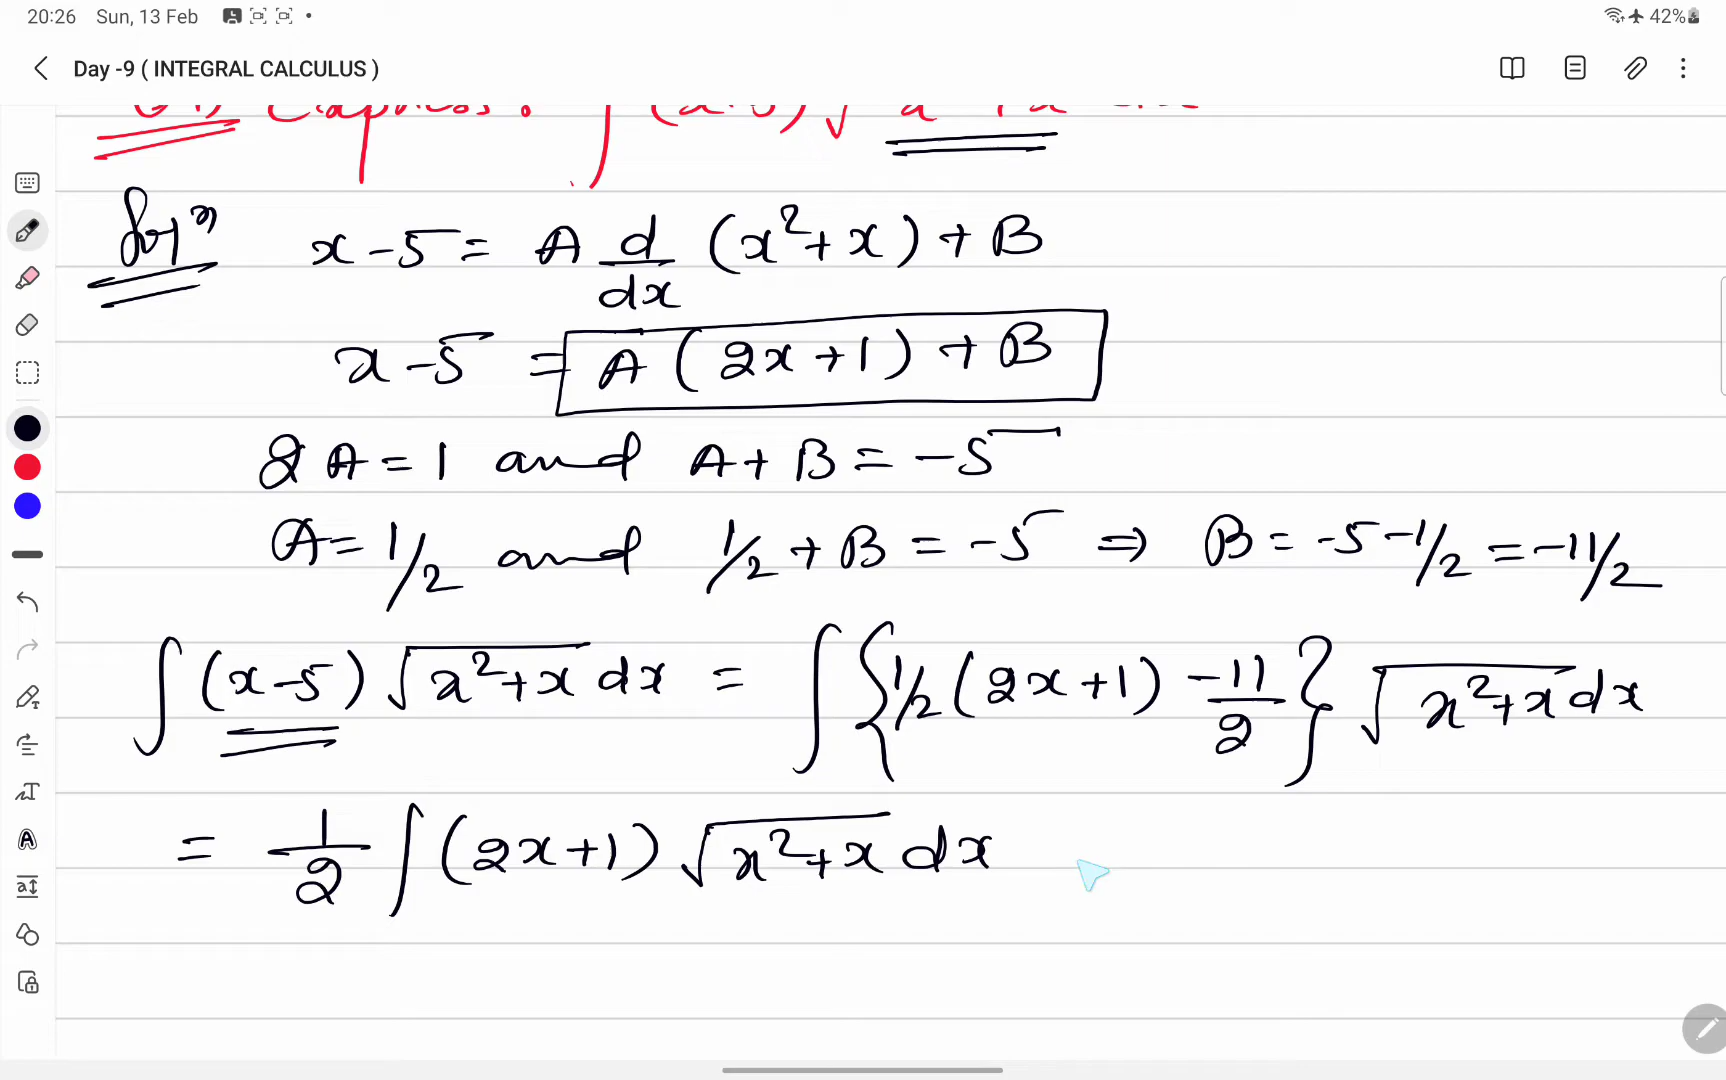 20:26 Sun, 13 Feb 42%
Day -9 ( INTEGRAL CALCULUS )
Solⁿ x - 5 = A d/dx (x² + x) + B
x - 5 = A (2x + 1) + B
2A = 1 and A + B = -5
A = 1/2 and 1/2 + B = -5 ⇒ B = -5 - 1/2 = -11/2
∫ (x - 5) √(x² + x) dx = ∫ {1/2 (2x + 1) - 11/2} √(x² + x) dx
= 1/2 ∫ (2x + 1) √(x² + x) dx